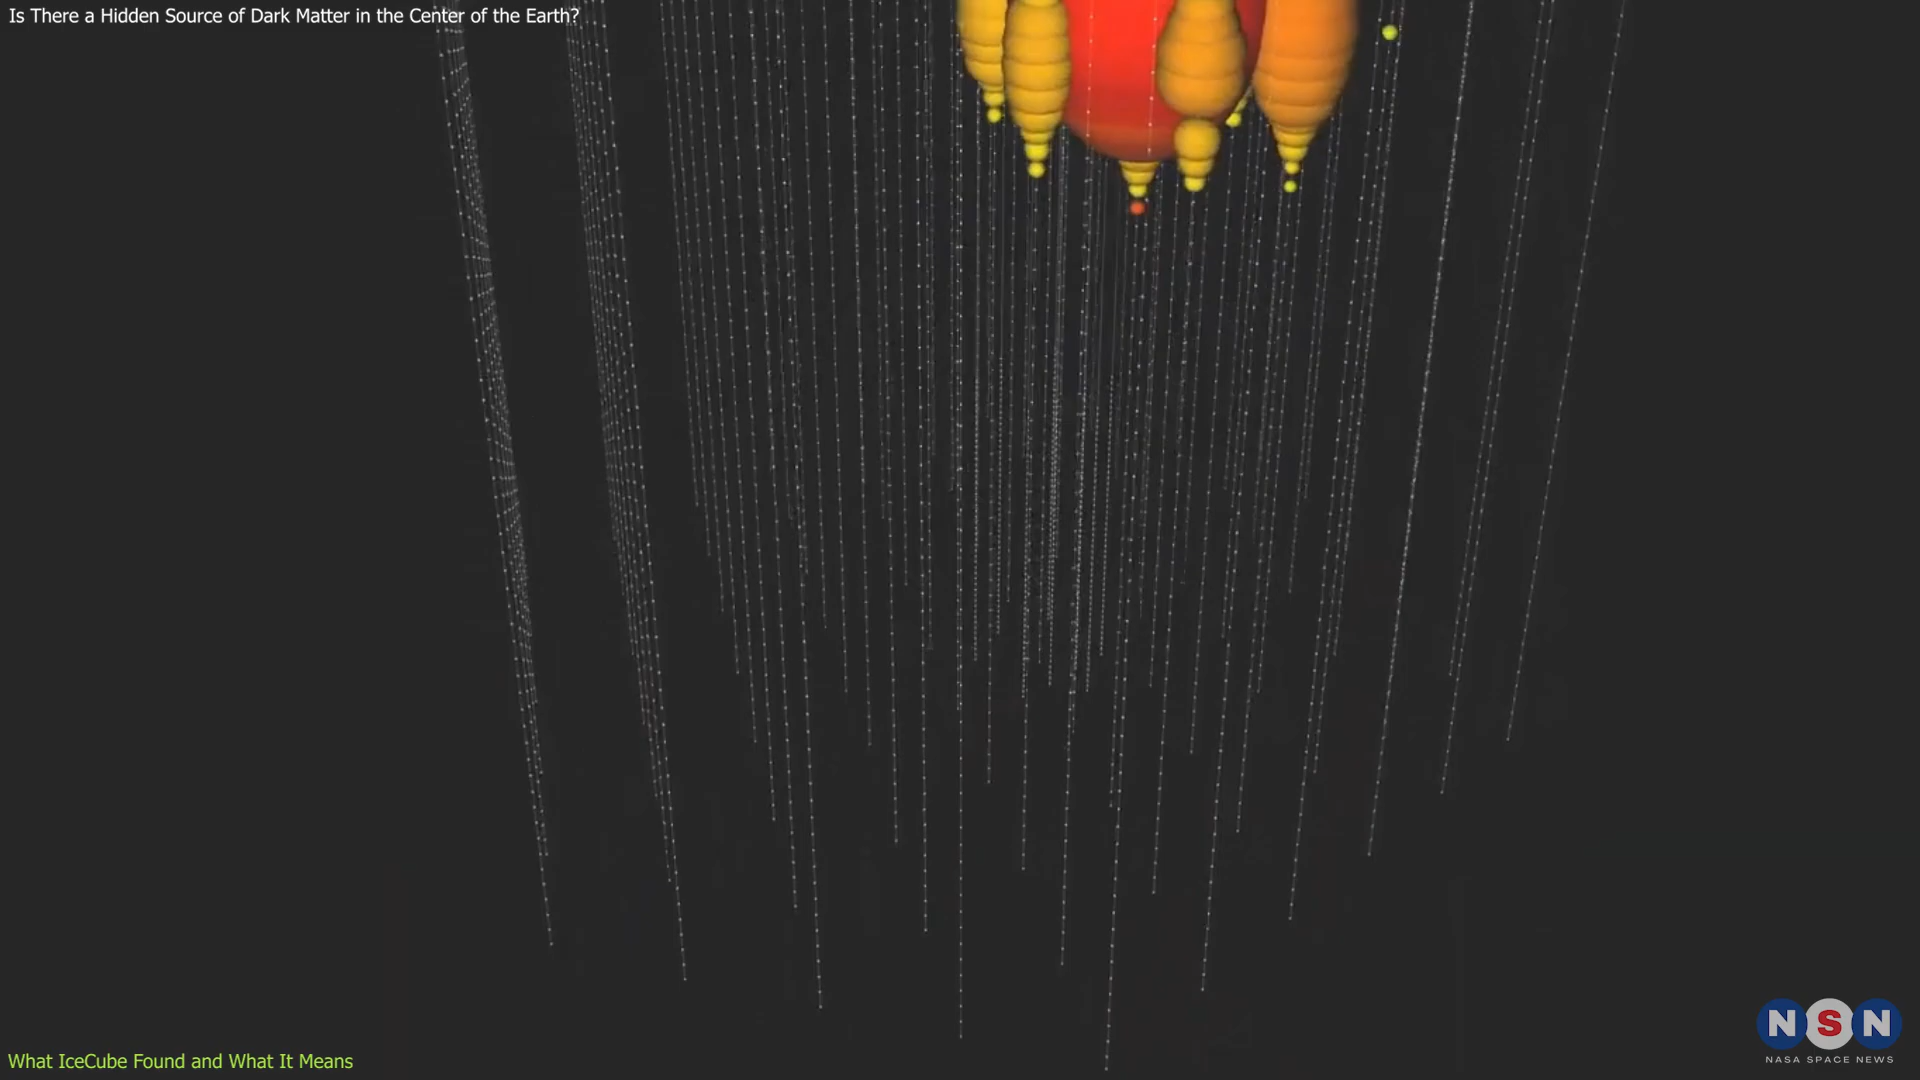 Is There a Hidden Source of Dark Matter in the Center of the Earth?
What IceCube Found and What It Means
NSN
NASA SPACE NEWS